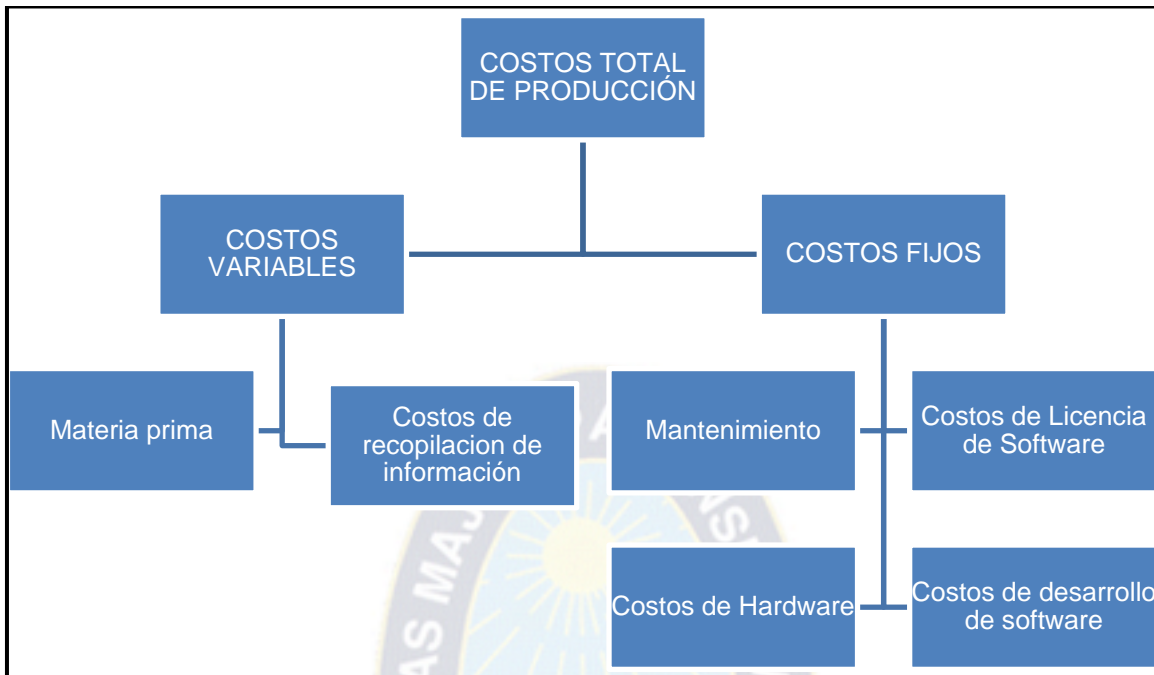 COSTOS TOTAL
DE PRODUCCIÓN
COSTOS
VARIABLES
COSTOS FIJOS
Materia prima
Costos de
recopilacion de
información
Mantenimiento
Costos de Licencia
de Software
Costos de Hardware
Costos de desarrollo
de software